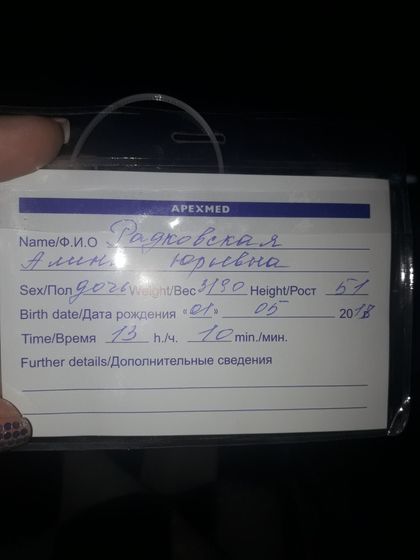 APEXMED
Name/Ф.И.О Радковская
Алина Юрьевна
Sex/Пол дочь Weight/Вес 3190 Height/Рост 51
Birth date/Дата рождения «01» 05 2018
Time/Время 13 h./ч. 10 min./мин.
Further details/Дополнительные сведения